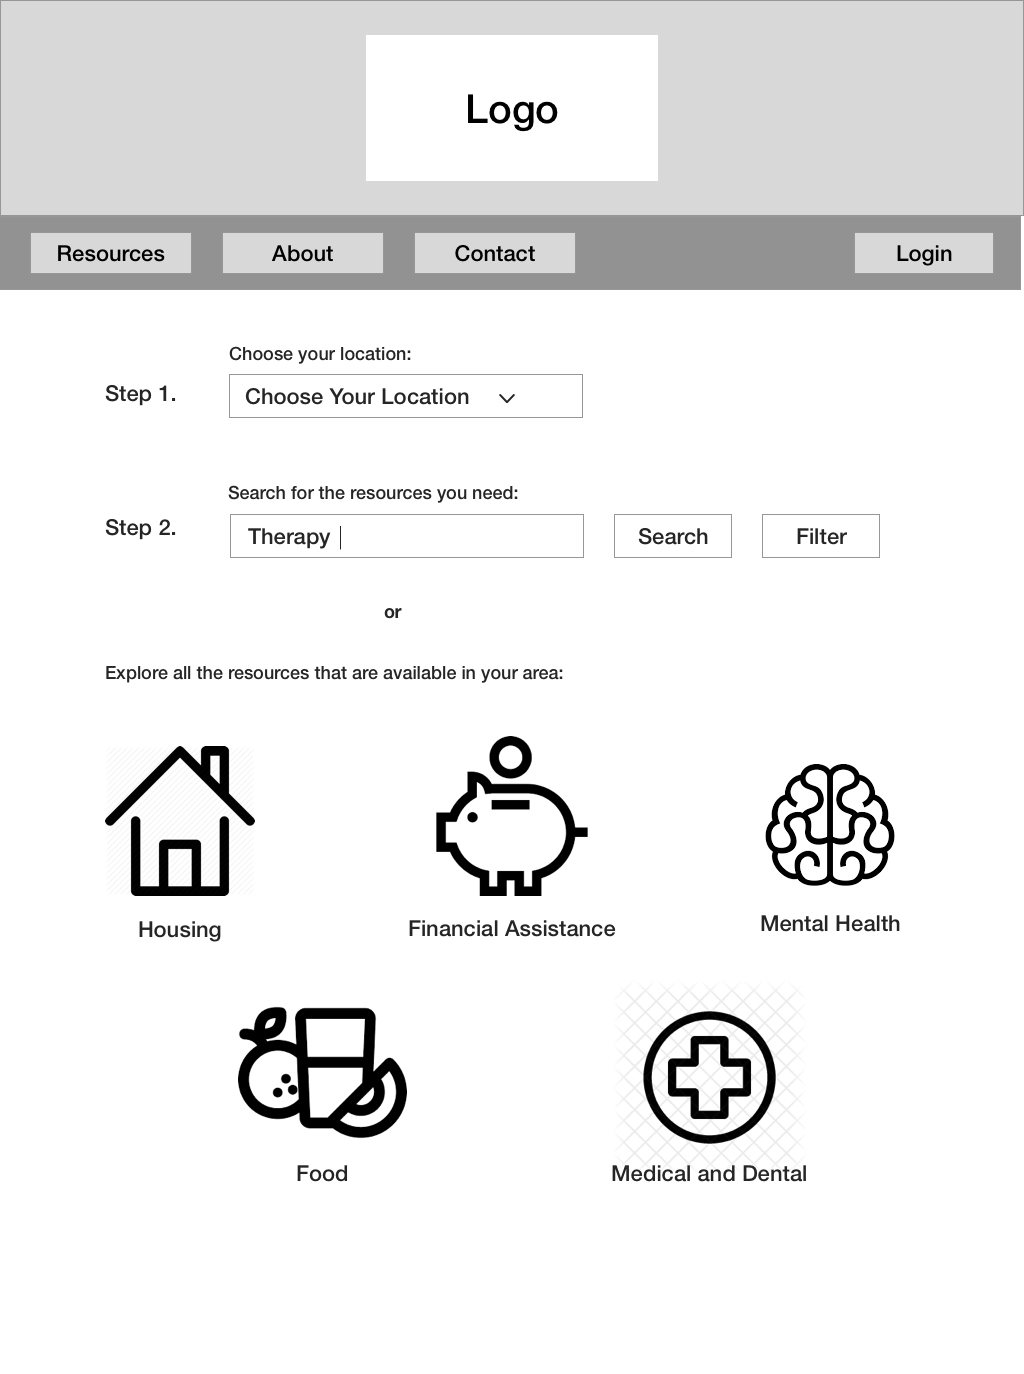 Logo
Resources
About
Contact
Login
Choose your location:
Step 1.
Choose Your Location
Search for the resources you need:
Step 2.
Therapy
Search
Filter
or
Explore all the resources that are available in your area:
Housing
Financial Assistance
Mental Health
Food
Medical and Dental